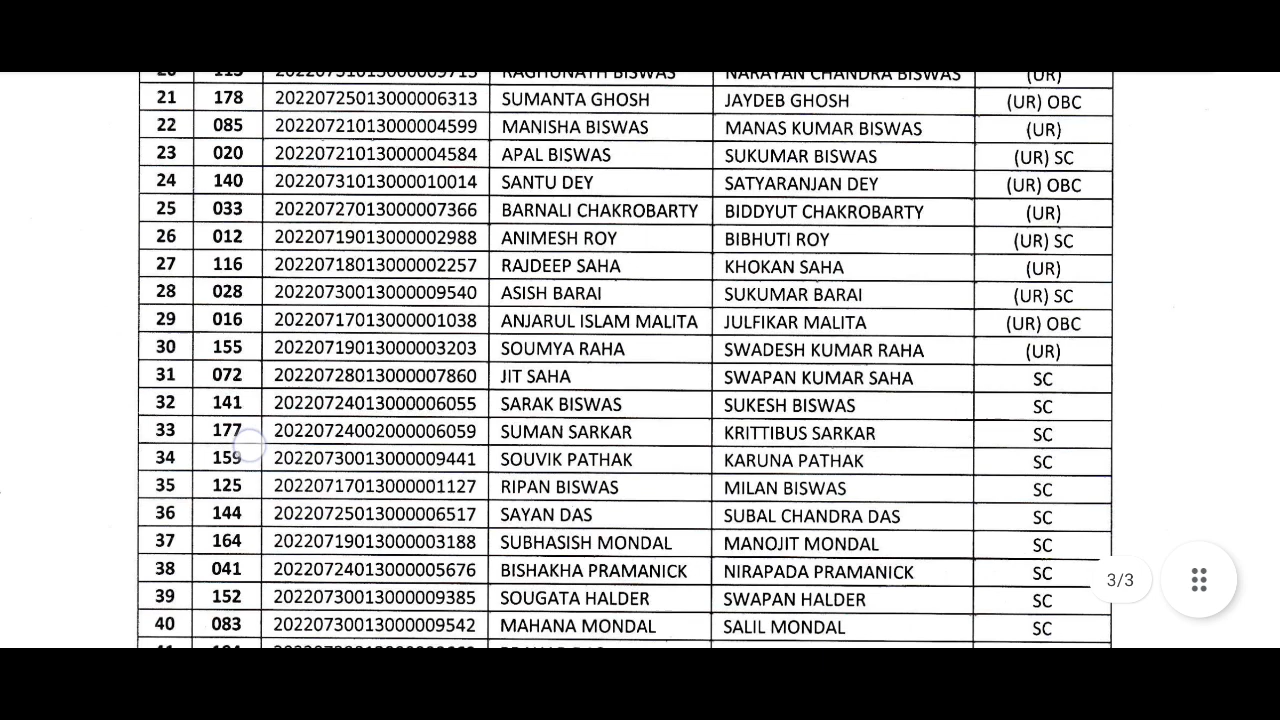 RAGHUNATH BISWAS NARAYAN CHANDRA BISWAS (UR)
21 178 20220725013000006313 SUMANTA GHOSH JAYDEB GHOSH (UR) OBC
22 085 20220721013000004599 MANISHA BISWAS MANAS KUMAR BISWAS (UR)
23 020 20220721013000004584 APAL BISWAS SUKUMAR BISWAS (UR) SC
24 140 20220731013000010014 SANTU DEY SATYARANJAN DEY (UR) OBC
25 033 20220727013000007366 BARNALI CHAKROBARTY BIDDYUT CHAKROBARTY (UR)
26 012 20220719013000002988 ANIMESH ROY BIBHUTI ROY (UR) SC
27 116 20220718013000002257 RAJDEEP SAHA KHOKAN SAHA (UR)
28 028 20220730013000009540 ASISH BARAI SUKUMAR BARAI (UR) SC
29 016 20220717013000001038 ANJARUL ISLAM MALITA JULFIKAR MALITA (UR) OBC
30 155 20220719013000003203 SOUMYA RAHA SWADESH KUMAR RAHA (UR)
31 072 20220728013000007860 JIT SAHA SWAPAN KUMAR SAHA SC
32 141 20220724013000006055 SARAK BISWAS SUKESH BISWAS SC
33 177 20220724002000006059 SUMAN SARKAR KRITTIBUS SARKAR SC
34 159 20220730013000009441 SOUVIK PATHAK KARUNA PATHAK SC
35 125 20220717013000001127 RIPAN BISWAS MILAN BISWAS SC
36 144 20220725013000006517 SAYAN DAS SUBAL CHANDRA DAS SC
37 164 20220719013000003188 SUBHASISH MONDAL MANOJIT MONDAL SC
38 041 20220724013000005676 BISHAKHA PRAMANICK NIRAPADA PRAMANICK SC
3/3
39 152 20220730013000009385 SOUGATA HALDER SWAPAN HALDER SC
40 083 20220730013000009542 MAHANA MONDAL SALIL MONDAL SC